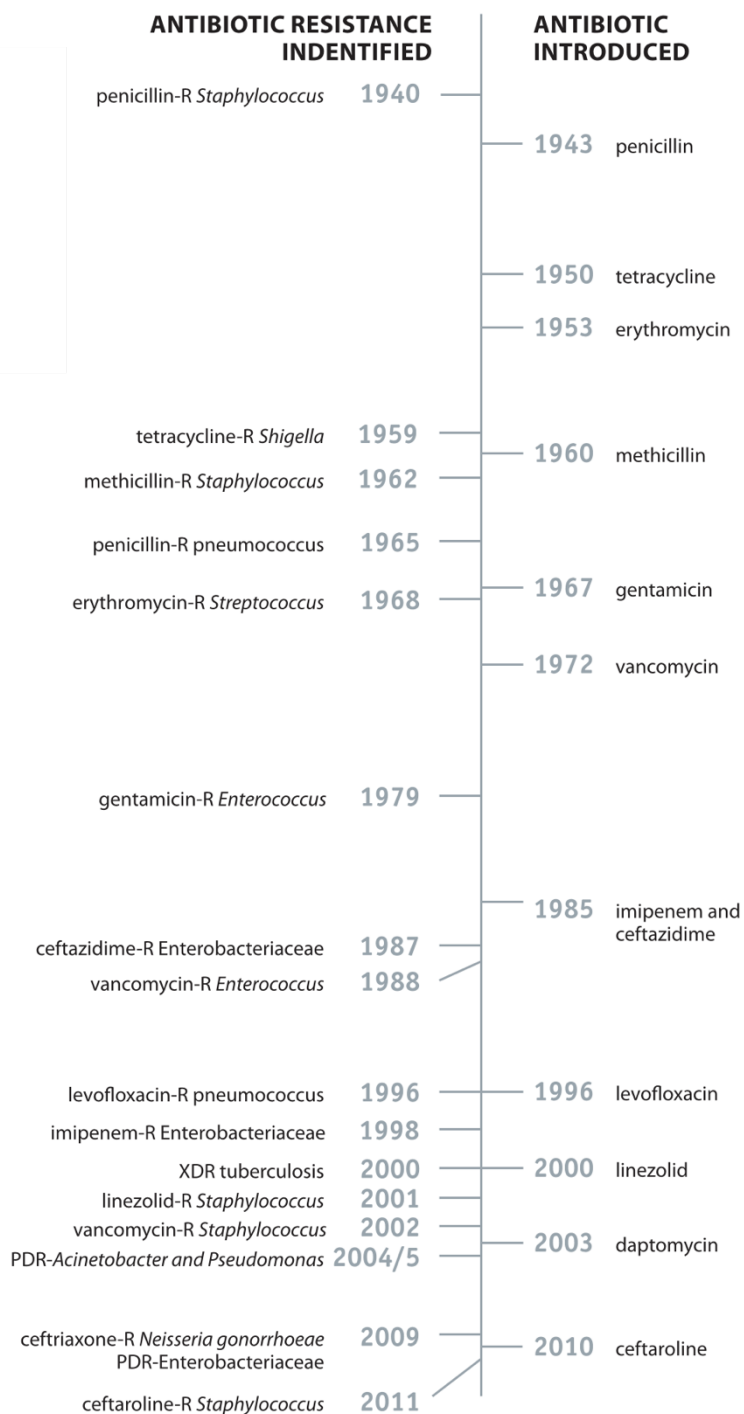 ANTIBIOTIC RESISTANCE
INDENTIFIED
ANTIBIOTIC
INTRODUCED
penicillin-R Staphylococcus 1940
1943 penicillin
1950 tetracycline
1953 erythromycin
tetracycline-R Shigella 1959
1960 methicillin
methicillin-R Staphylococcus 1962
penicillin-R pneumococcus 1965
1967 gentamicin
erythromycin-R Streptococcus 1968
1972 vancomycin
gentamicin-R Enterococcus 1979
1985 imipenem and
ceftazidime
ceftazidime-R Enterobacteriaceae 1987
vancomycin-R Enterococcus 1988
levofloxacin-R pneumococcus 1996
1996 levofloxacin
imipenem-R Enterobacteriaceae 1998
XDR tuberculosis 2000
2000 linezolid
linezolid-R Staphylococcus 2001
vancomycin-R Staphylococcus 2002
2003 daptomycin
PDR-Acinetobacter and Pseudomonas 2004/5
ceftriaxone-R Neisseria gonorrhoeae 2009
PDR-Enterobacteriaceae
2010 ceftaroline
ceftaroline-R Staphylococcus 2011